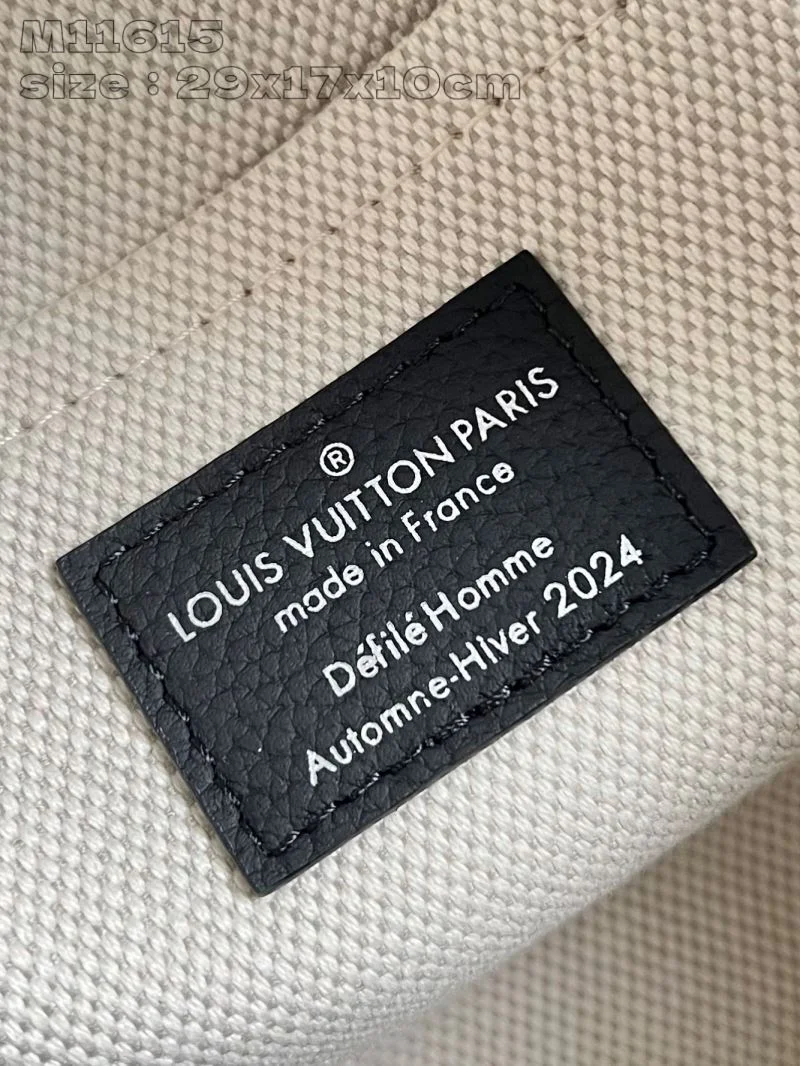 M11615
size : 29x17x10cm
®
LOUIS VUITTON PARIS
made in France
Défilé Homme
Automne-Hiver 2024